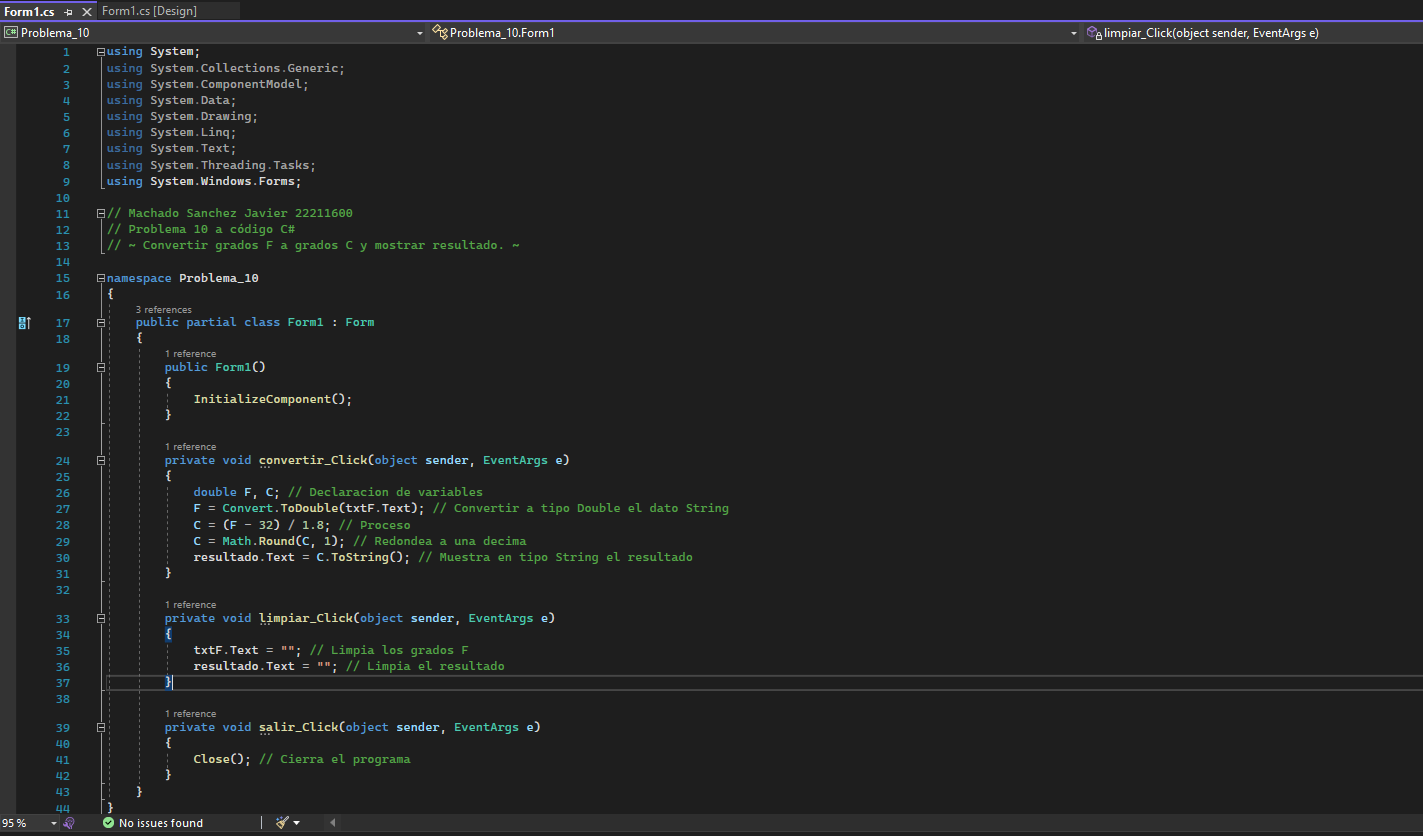 Form1.cs
Form1.cs [Design]
C# Problema_10
Problema_10.Form1
limpiar_Click(object sender, EventArgs e)
1 using System;
2 using System.Collections.Generic;
3 using System.ComponentModel;
4 using System.Data;
5 using System.Drawing;
6 using System.Linq;
7 using System.Text;
8 using System.Threading.Tasks;
9 using System.Windows.Forms;
10
11 // Machado Sanchez Javier 22211600
12 // Problema 10 a código C#
13 // ~ Convertir grados F a grados C y mostrar resultado. ~
14
15 namespace Problema_10
16 {
3 references
17 public partial class Form1 : Form
18 {
1 reference
19 public Form1()
20 {
21 InitializeComponent();
22 }
23
1 reference
24 private void convertir_Click(object sender, EventArgs e)
25 {
26 double F, C; // Declaracion de variables
27 F = Convert.ToDouble(txtF.Text); // Convertir a tipo Double el dato String
28 C = (F - 32) / 1.8; // Proceso
29 C = Math.Round(C, 1); // Redondea a una decima
30 resultado.Text = C.ToString(); // Muestra en tipo String el resultado
31 }
32
1 reference
33 private void limpiar_Click(object sender, EventArgs e)
34 {
35 txtF.Text = ""; // Limpia los grados F
36 resultado.Text = ""; // Limpia el resultado
37 }
38
1 reference
39 private void salir_Click(object sender, EventArgs e)
40 {
41 Close(); // Cierra el programa
42 }
43 }
44 }
95 %
No issues found